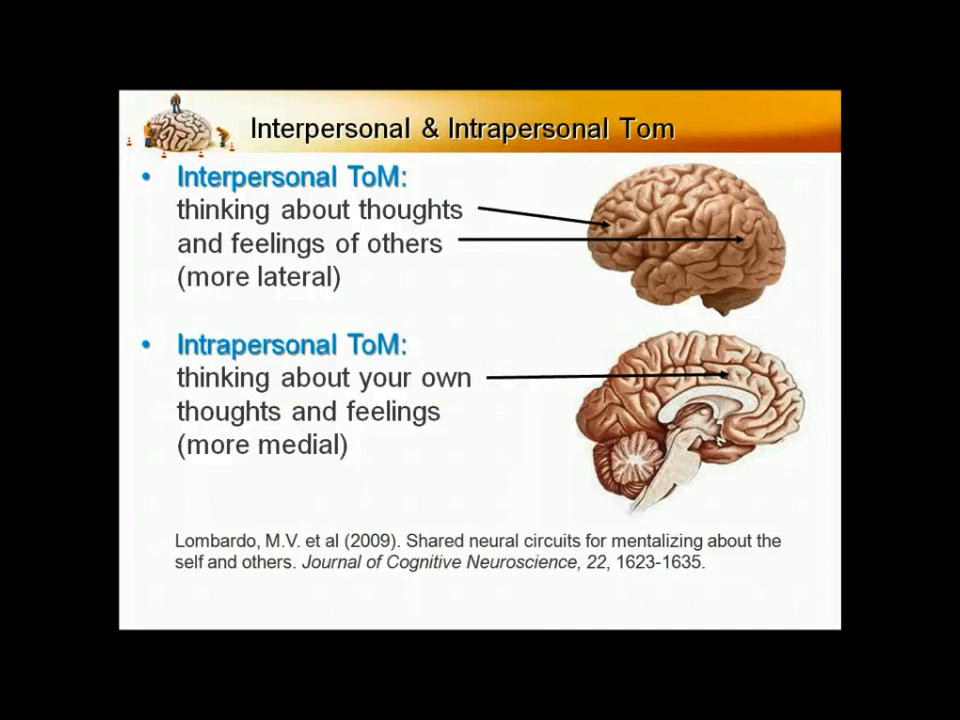 Interpersonal & Intrapersonal Tom
• Interpersonal ToM:
thinking about thoughts
and feelings of others
(more lateral)
• Intrapersonal ToM:
thinking about your own
thoughts and feelings
(more medial)
Lombardo, M.V. et al (2009). Shared neural circuits for mentalizing about the
self and others. Journal of Cognitive Neuroscience, 22, 1623-1635.